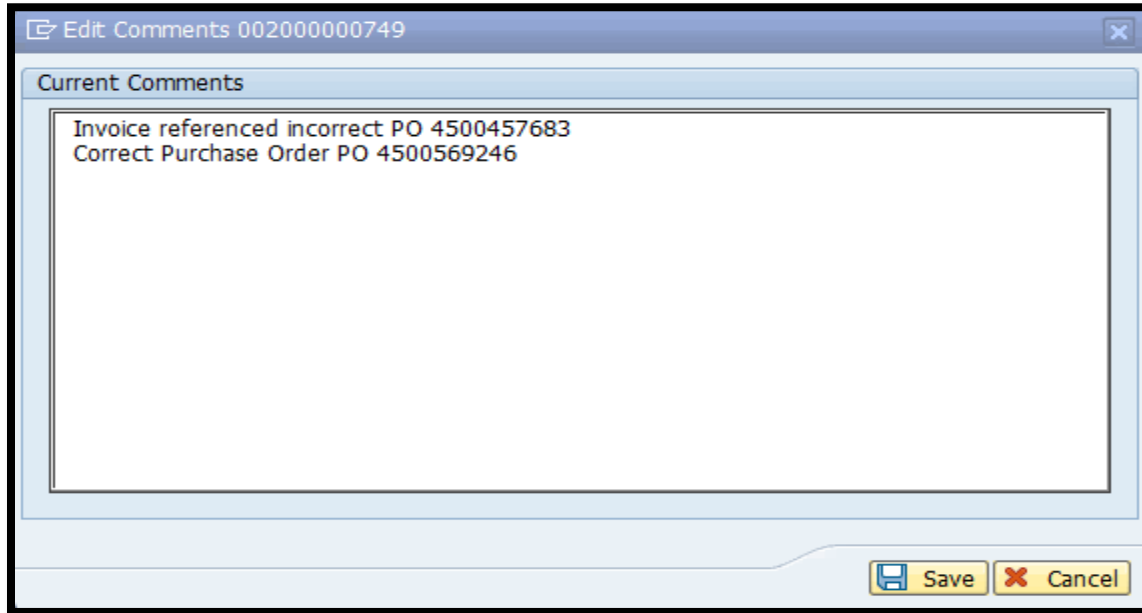 Edit Comments 002000000749
Current Comments
Invoice referenced incorrect PO 4500457683
Correct Purchase Order PO 4500569246
Save Cancel